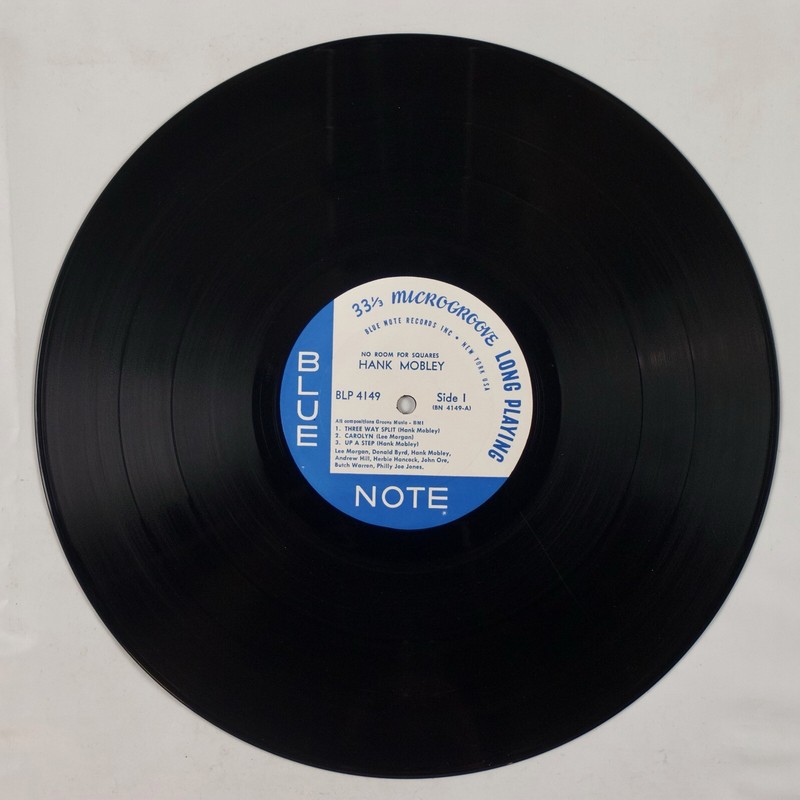 33⅓ MICROGROOVE LONG PLAYING
BLUE NOTE RECORDS INC • NEW YORK USA
NO ROOM FOR SQUARES
HANK MOBLEY
BLP 4149
Side 1
(BN 4149-A)
All compositions Groove Music - BMI
1. THREE WAY SPLIT (Hank Mobley)
2. CAROLYN (Lee Morgan)
3. UP A STEP (Hank Mobley)
Lee Morgan, Donald Byrd, Hank Mobley,
Andrew Hill, Herbie Hancock, John Ore,
Butch Warren, Philly Joe Jones.
BLUE
NOTE